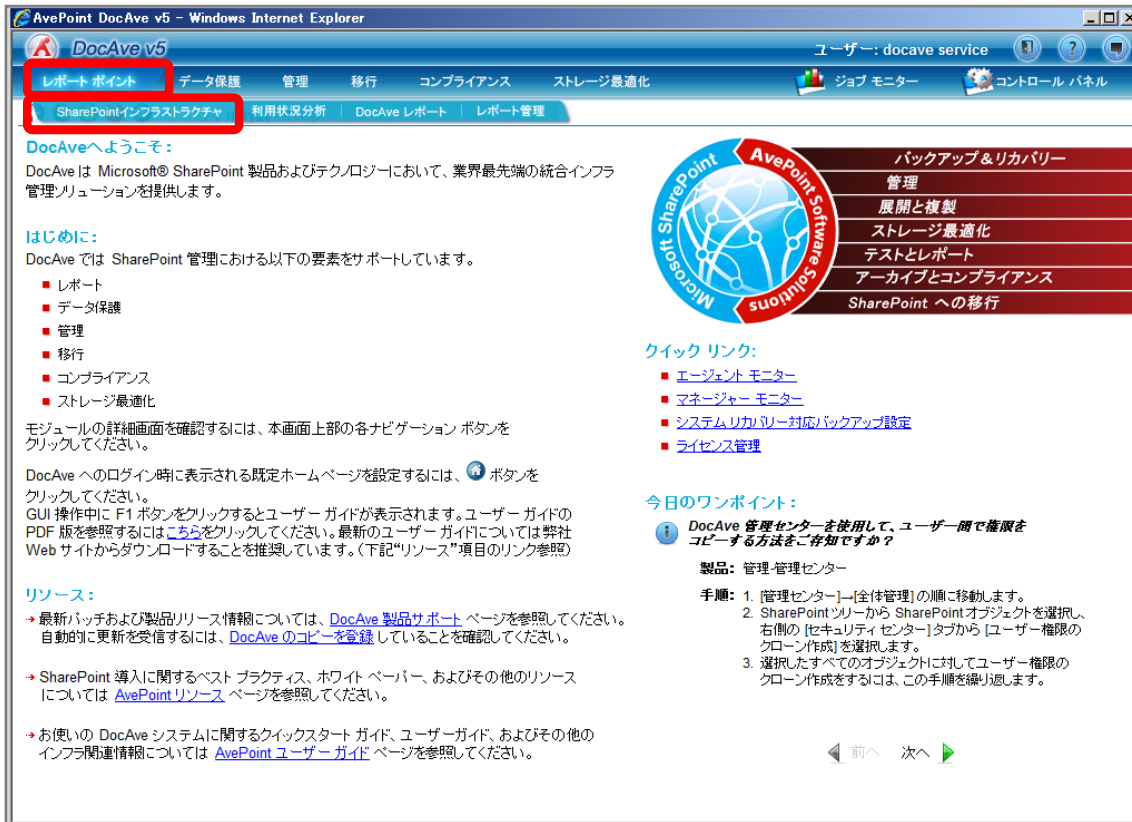 AvePoint DocAve v5 - Windows Internet Explorer
DocAve v5
ユーザー: docave service
レポート ポイント データ保護 管理 移行 コンプライアンス ストレージ最適化 ジョブ モニター コントロール パネル
SharePointインフラストラクチャ 利用状況分析 DocAve レポート レポート管理
DocAveへようこそ：
DocAve は Microsoft® SharePoint 製品およびテクノロジーにおいて、業界最先端の統合インフラ
管理ソリューションを提供します。
はじめに：
DocAve では SharePoint 管理における以下の要素をサポートしています。
レポート
データ保護
管理
移行
コンプライアンス
ストレージ最適化
モジュールの詳細画面を確認するには、本画面上部の各ナビゲーション ボタンを
クリックしてください。
DocAve へのログイン時に表示される既定ホームページを設定するには、 ボタンを
クリックしてください。
GUI 操作中に F1 ボタンをクリックするとユーザー ガイドが表示されます。ユーザー ガイドの
PDF 版を参照するにはこちらをクリックしてください。最新のユーザー ガイドについては弊社
Web サイトからダウンロードすることを推奨しています。（下記“リソース”項目のリンク参照）
リソース：
最新パッチおよび製品リリース情報については、DocAve 製品サポート ページを参照してください。
自動的に更新を受信するには、DocAve のコピーを登録 していることを確認してください。
SharePoint 導入に関するベスト プラクティス、ホワイト ペーパー、およびその他のリソース
については AvePoint リソース ページを参照してください。
お使いの DocAve システムに関するクイックスタート ガイド、ユーザーガイド、およびその他の
インフラ関連情報については AvePoint ユーザー ガイド ページを参照してください。
Microsoft SharePoint
AvePoint Software Solutions
バックアップ＆リカバリー
管理
展開と複製
ストレージ最適化
テストとレポート
アーカイブとコンプライアンス
SharePoint への移行
クイック リンク:
エージェント モニター
マネージャー モニター
システム リカバリー対応バックアップ設定
ライセンス管理
今日のワンポイント：
DocAve 管理センターを使用して、ユーザー間で権限を
コピーする方法をご存知ですか？
製品: 管理-管理センター
手順: 1. [管理センター]→[全体管理] の順に移動します。
2. SharePoint ツリーから SharePoint オブジェクトを選択し、
右側の [セキュリティ センター] タブから [ユーザー権限の
クローン作成] を選択します。
3. 選択したすべてのオブジェクトに対してユーザー権限の
クローン作成をするには、この手順を繰り返します。
前へ 次へ